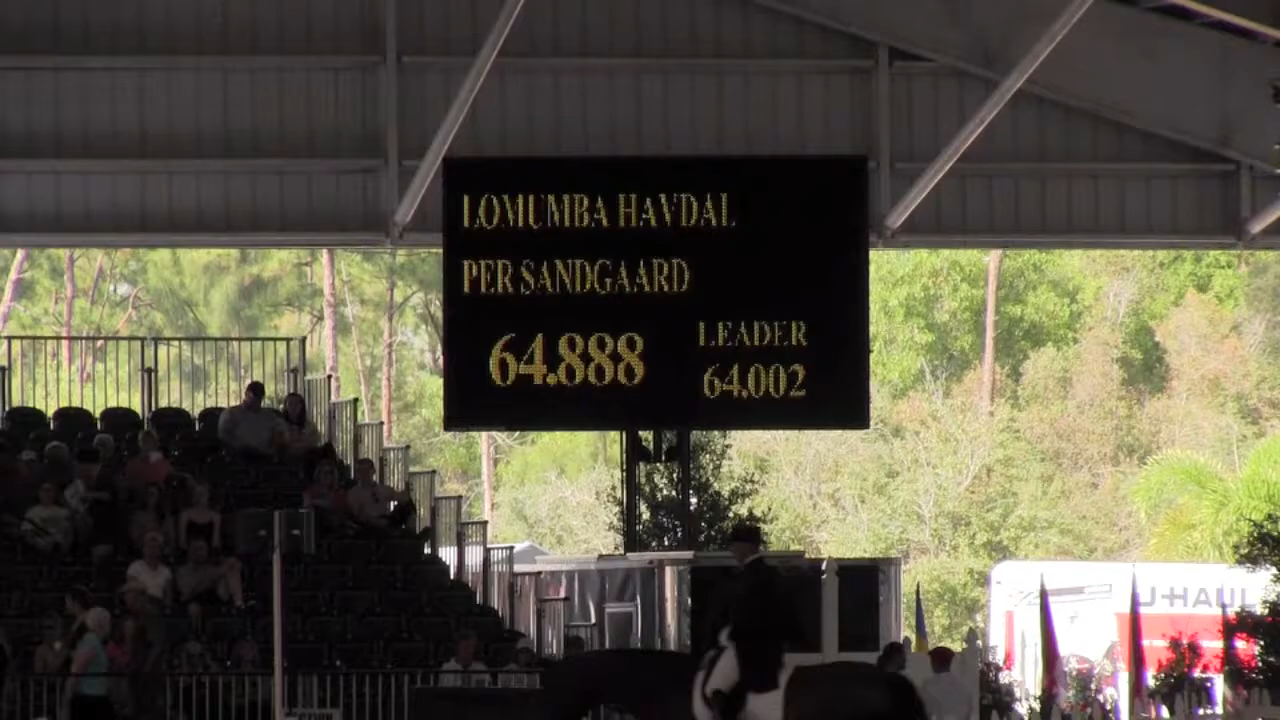 LOMUMBA HAVDAL
PER SANDGAARD
64.888
LEADER
64.002
U-HAUL